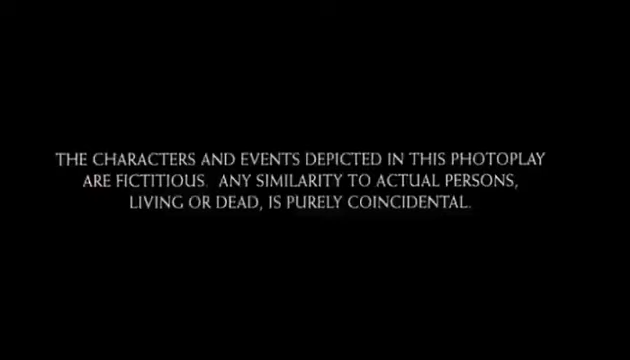 THE CHARACTERS AND EVENTS DEPICTED IN THIS PHOTOPLAY
ARE FICTITIOUS. ANY SIMILARITY TO ACTUAL PERSONS,
LIVING OR DEAD, IS PURELY COINCIDENTAL.